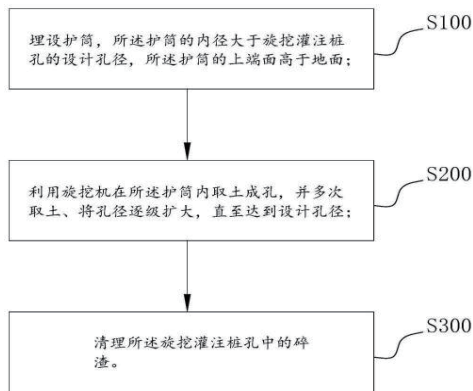 埋设护筒，所述护筒的内径大于旋挖灌注桩
孔的设计孔径，所述护筒的上端面高于地面；
S100
利用旋挖机在所述护筒内取土成孔，并多次
取土、将孔径逐级扩大，直至达到设计孔径；
S200
清理所述旋挖灌注桩孔中的碎
渣。
S300